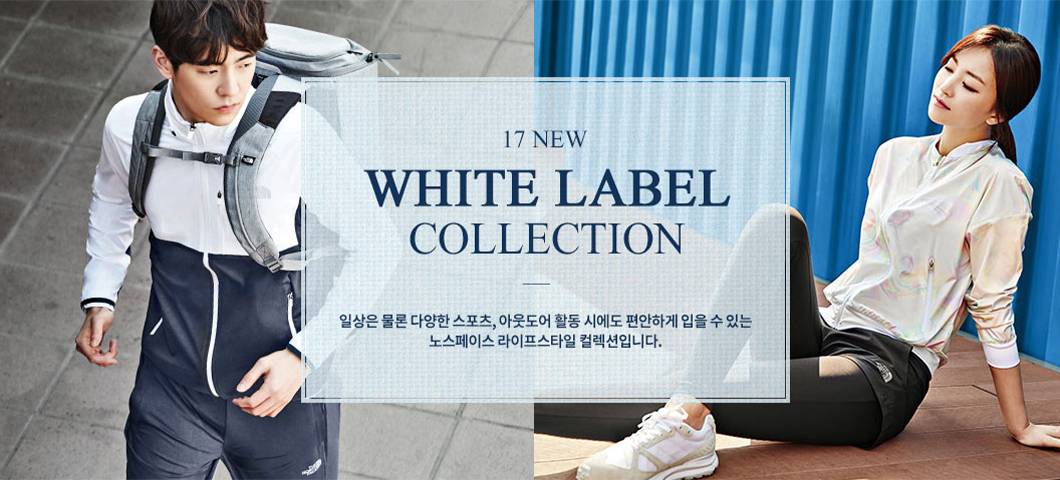 17 NEW
WHITE LABEL
COLLECTION
일상은 물론 다양한 스포츠, 아웃도어 활동 시에도 편안하게 입을 수 있는
노스페이스 라이프스타일 컬렉션입니다.